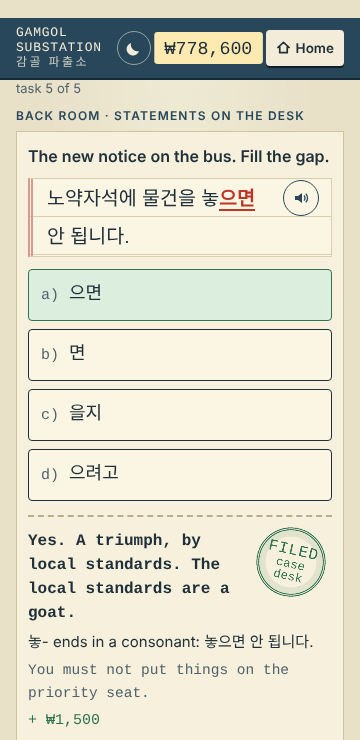 GAMGOL
SUBSTATION
감골 파출소
₩778,600
Home
task 5 of 5
BACK ROOM · STATEMENTS ON THE DESK
The new notice on the bus. Fill the gap.
노약자석에 물건을 놓으면
안 됩니다.
a) 으면
b) 면
c) 을지
d) 으려고
Yes. A triumph, by
local standards. The
local standards are a
goat.
FILED
case
desk
놓- ends in a consonant: 놓으면 안 됩니다.
You must not put things on the
priority seat.
+ ₩1,500